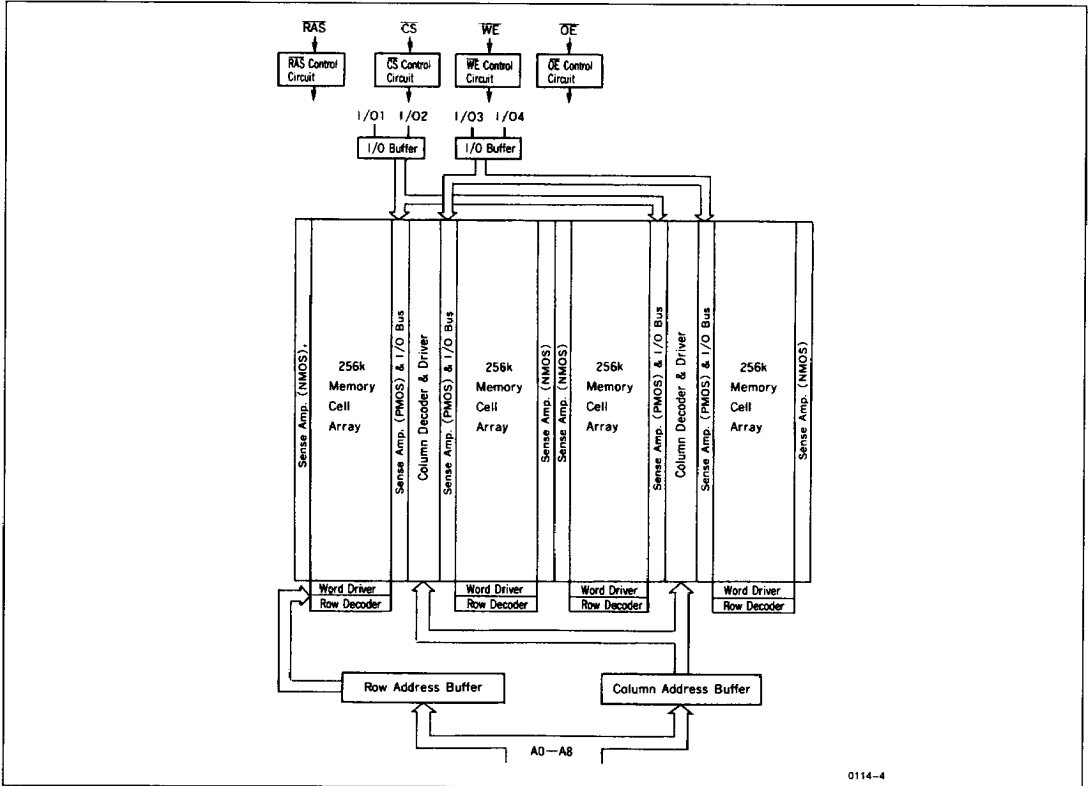 RAS
CS
WE
OE
RAS Control
Circuit
CS Control
Circuit
WE Control
Circuit
OE Control
Circuit
I/O1 I/O2
I/O3 I/O4
I/O Buffer
I/O Buffer
Sense Amp. (NMOS),
256k
Memory
Cell
Array
Sense Amp. (PMOS) & I/O Bus
Column Decoder & Driver
Sense Amp. (PMOS) & I/O Bus
256k
Memory
Cell
Array
Sense Amp. (NMOS)
Sense Amp. (NMOS)
256k
Memory
Cell
Array
Sense Amp. (PMOS) & I/O Bus
Column Decoder & Driver
Sense Amp. (PMOS) & I/O Bus
256k
Memory
Cell
Array
Sense Amp. (NMOS)
Word Driver
Row Decoder
Word Driver
Row Decoder
Word Driver
Row Decoder
Word Driver
Row Decoder
Row Address Buffer
Column Address Buffer
A0—A8
0114-4